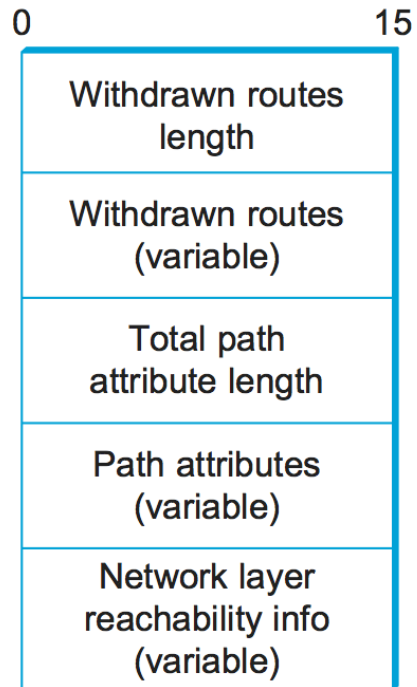 0 15
Withdrawn routes
length
Withdrawn routes
(variable)
Total path
attribute length
Path attributes
(variable)
Network layer
reachability info
(variable)